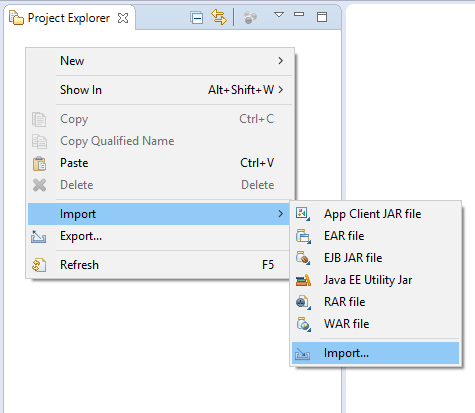 Project Explorer
New
Show In Alt+Shift+W
Copy Ctrl+C
Copy Qualified Name
Paste Ctrl+V
Delete Delete
Import
Export...
Refresh F5
App Client JAR file
EAR file
EJB JAR file
Java EE Utility Jar
RAR file
WAR file
Import...